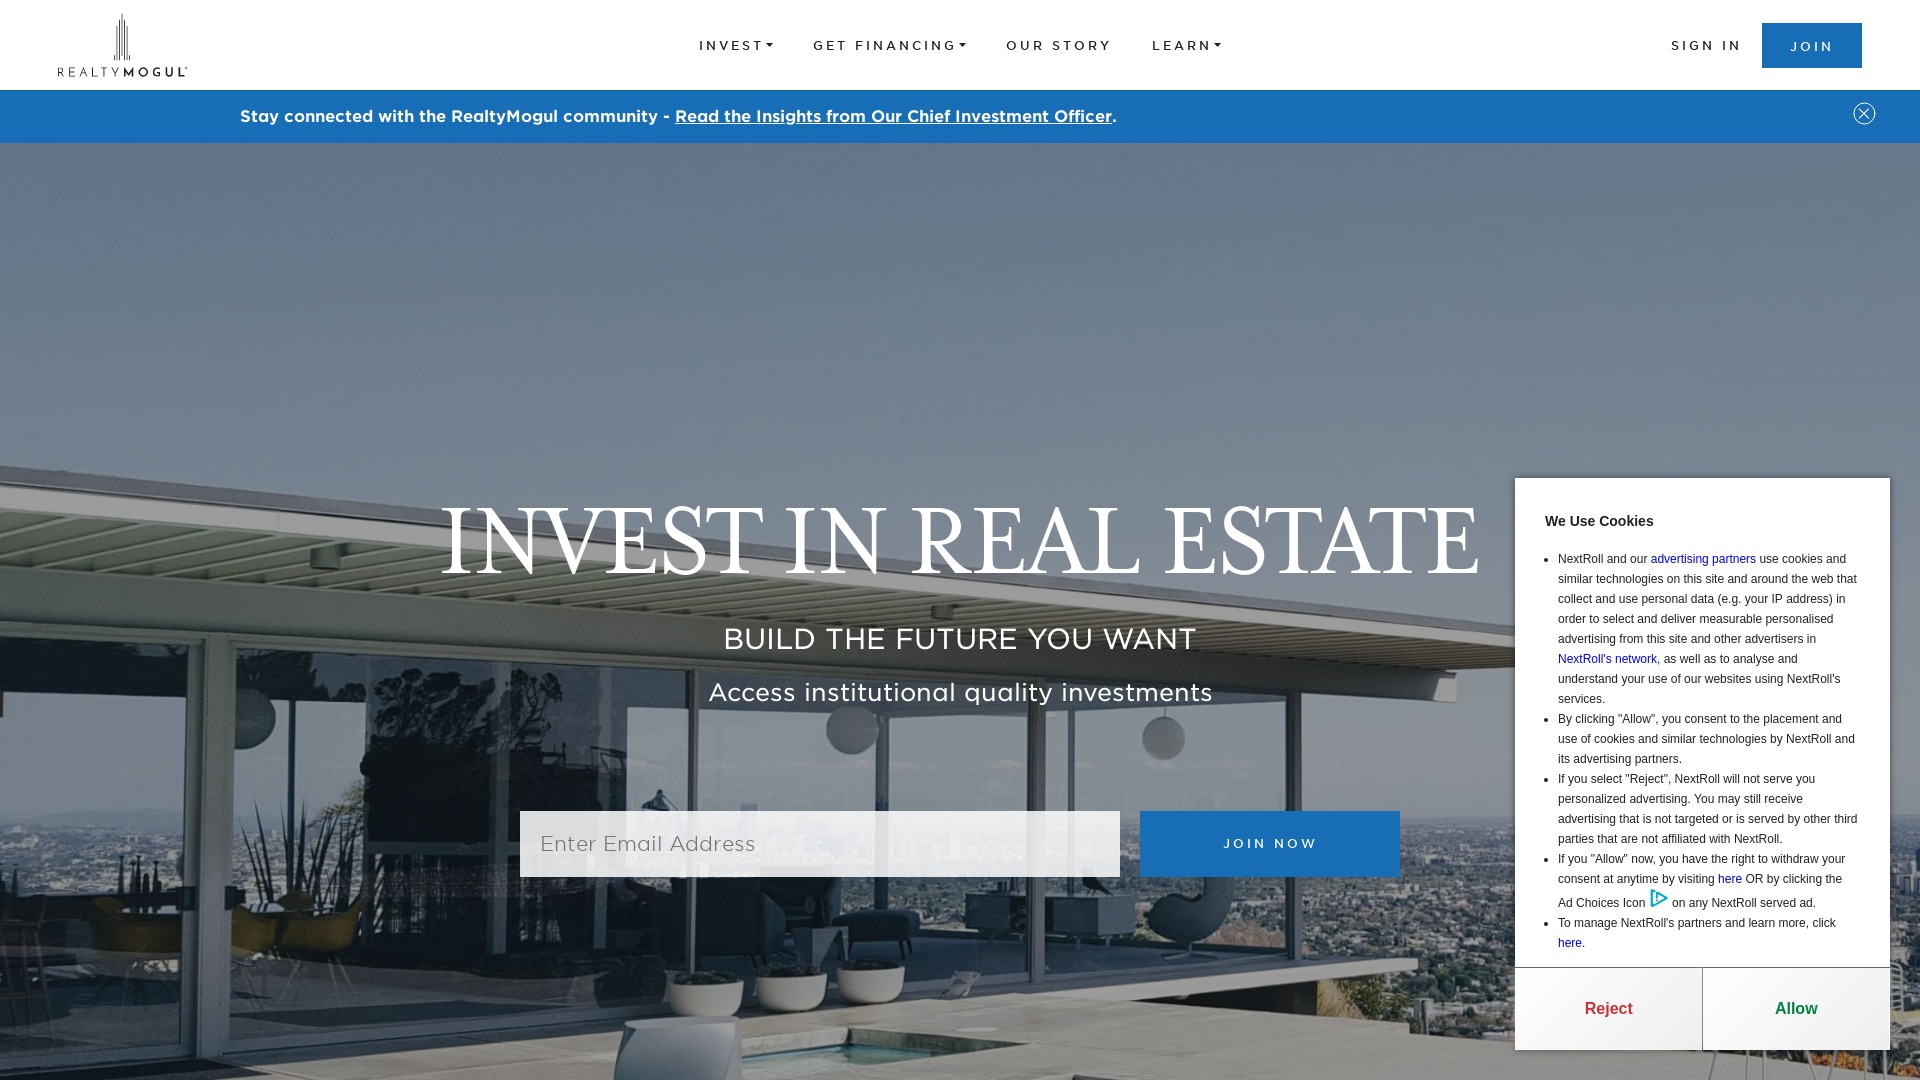 REALTYMOGUL
INVEST
GET FINANCING
OUR STORY
LEARN
SIGN IN
JOIN
Stay connected with the RealtyMogul community - Read the Insights from Our Chief Investment Officer.
INVEST IN REAL ESTATE
BUILD THE FUTURE YOU WANT
Access institutional quality investments
Enter Email Address
JOIN NOW
We Use Cookies
NextRoll and our advertising partners use cookies and
similar technologies on this site and around the web that
collect and use personal data (e.g. your IP address) in
order to select and deliver measurable personalised
advertising from this site and other advertisers in
NextRoll's network, as well as to analyse and
understand your use of our websites using NextRoll's
services.
By clicking "Allow", you consent to the placement and
use of cookies and similar technologies by NextRoll and
its advertising partners.
If you select "Reject", NextRoll will not serve you
personalized advertising. You may still receive
advertising that is not targeted or is served by other third
parties that are not affiliated with NextRoll.
If you "Allow" now, you have the right to withdraw your
consent at anytime by visiting here OR by clicking the
Ad Choices Icon on any NextRoll served ad.
To manage NextRoll's partners and learn more, click
here.
Reject
Allow